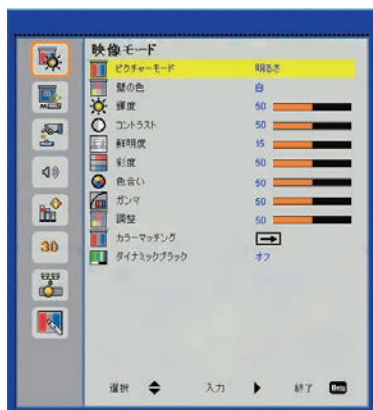 映像モード
ピクチャーモード 明るさ
壁の色 白
輝度 50
コントラスト 50
鮮明度 15
彩度 50
色合い 50
ガンマ 50
調整 50
カラーマッチング
ダイナミックブラック オフ
3D
選択 入力 終了 Menu